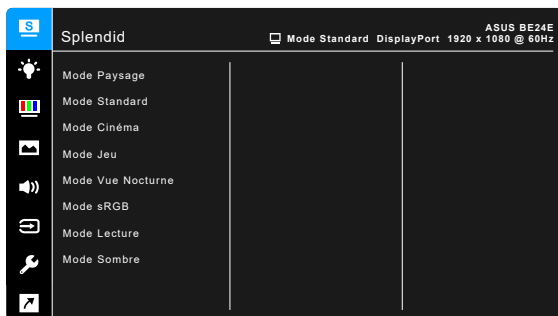 S
Splendid
Mode Standard DisplayPort 1920 x 1080 @ 60Hz
ASUS BE24E
Mode Paysage
Mode Standard
Mode Cinéma
Mode Jeu
Mode Vue Nocturne
Mode sRGB
Mode Lecture
Mode Sombre